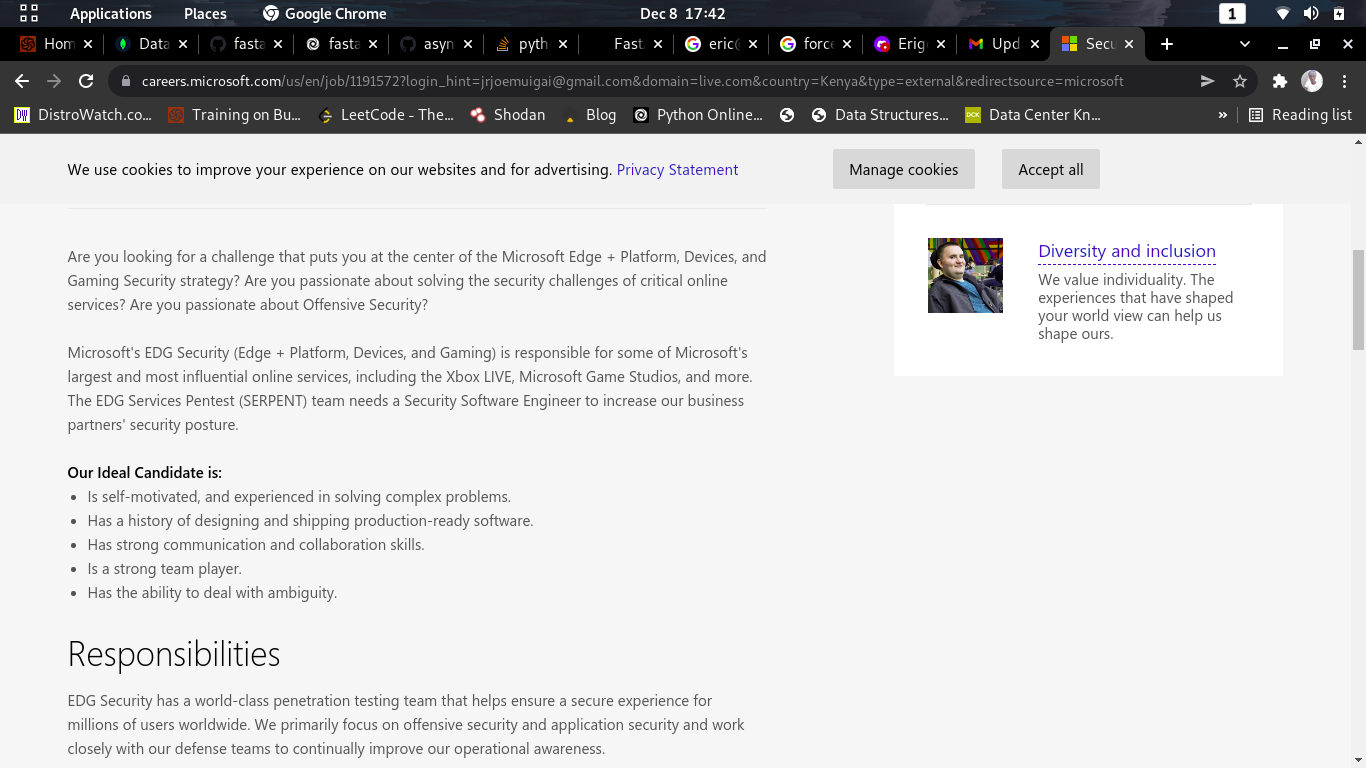 Applications Places Google Chrome Dec 8 17:42 1
Hom Data fasta fasta asyn pyth Fast eric@ force Erige Upd Secu
careers.microsoft.com/us/en/job/1191572?login_hint=jrjoemuigai@gmail.com&domain=live.com&country=Kenya&type=external&redirectsource=microsoft
DistroWatch.co... Training on Bu... LeetCode - The... Shodan Blog Python Online... Data Structures... DCK Data Center Kn... » Reading list
We use cookies to improve your experience on our websites and for advertising. Privacy Statement Manage cookies Accept all
Are you looking for a challenge that puts you at the center of the Microsoft Edge + Platform, Devices, and
Gaming Security strategy? Are you passionate about solving the security challenges of critical online
services? Are you passionate about Offensive Security?
Microsoft's EDG Security (Edge + Platform, Devices, and Gaming) is responsible for some of Microsoft's
largest and most influential online services, including the Xbox LIVE, Microsoft Game Studios, and more.
The EDG Services Pentest (SERPENT) team needs a Security Software Engineer to increase our business
partners' security posture.
Our Ideal Candidate is:
• Is self-motivated, and experienced in solving complex problems.
• Has a history of designing and shipping production-ready software.
• Has strong communication and collaboration skills.
• Is a strong team player.
• Has the ability to deal with ambiguity.
Responsibilities
EDG Security has a world-class penetration testing team that helps ensure a secure experience for
millions of users worldwide. We primarily focus on offensive security and application security and work
closely with our defense teams to continually improve our operational awareness.
Diversity and inclusion
We value individuality. The
experiences that have shaped
your world view can help us
shape ours.